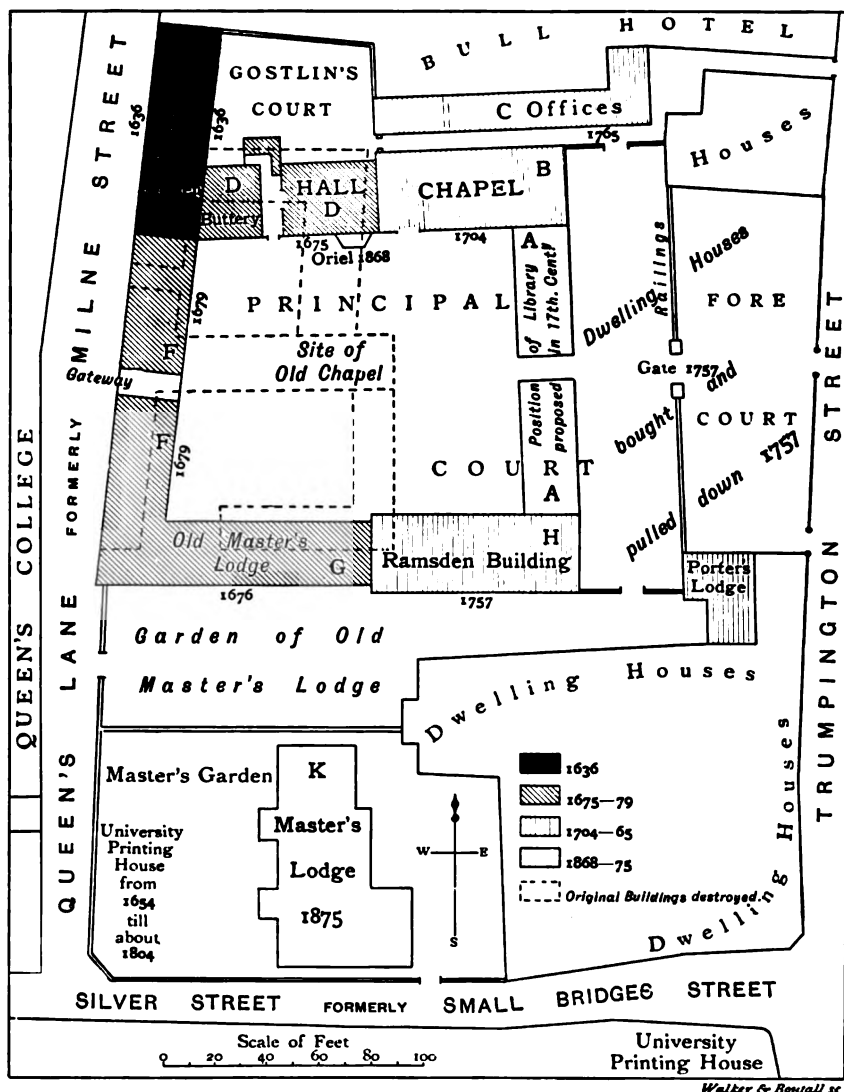 BULL HOTEL
GOSTLIN'S
COURT
C Offices
1765
Houses
MILNE STREET
1636
1636
D
Buttery
HALL
D
CHAPEL
B
1675
Oriel 1868
1704
A
of Library
in 17th. Centy
Dwelling Houses
bought and
pulled down 1757
Railings
FORE
COURT
PRINCIPAL
COURT
1679
F
Site of
Old Chapel
Gateway
Gate 1757
Position
proposed
A
F
1679
FORMERLY
QUEEN'S COLLEGE
QUEEN'S LANE
TRUMPINGTON STREET
Old Master's
Lodge
G
1676
H
Ramsden Building
1757
Porters
Lodge
Garden of Old
Master's Lodge
Dwelling Houses
Dwelling Houses
Master's Garden
K
Master's
Lodge
1875
University
Printing
House
from
1654
till
about
1804
W E
S
1636
1675—79
1704—65
1868—75
Original Buildings destroyed.
SILVER STREET FORMERLY SMALL BRIDGES STREET
Scale of Feet
0 20 40 60 80 100
University
Printing House
Walker & Boutall sc